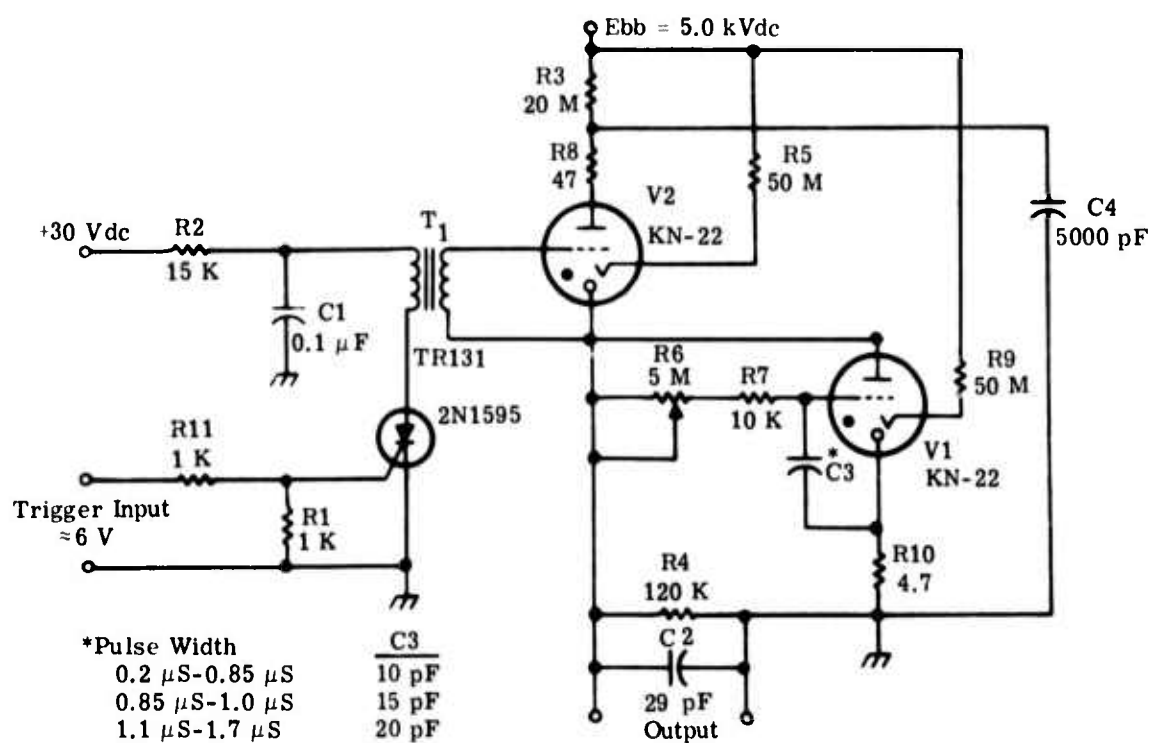 Ebb = 5.0 kVdc
R3
20 M
R8
47
R5
50 M
V2
KN-22
C4
5000 pF
+30 Vdc
R2
15 K
T1
C1
0.1 μF
TR131
R6
5 M
R7
10 K
R9
50 M
2N1595
*
C3
V1
KN-22
R11
1 K
Trigger Input
≈6 V
R1
1 K
R4
120 K
R10
4.7
C2
29 pF
Output
*Pulse Width C3
0.2 μS-0.85 μS 10 pF
0.85 μS-1.0 μS 15 pF
1.1 μS-1.7 μS 20 pF